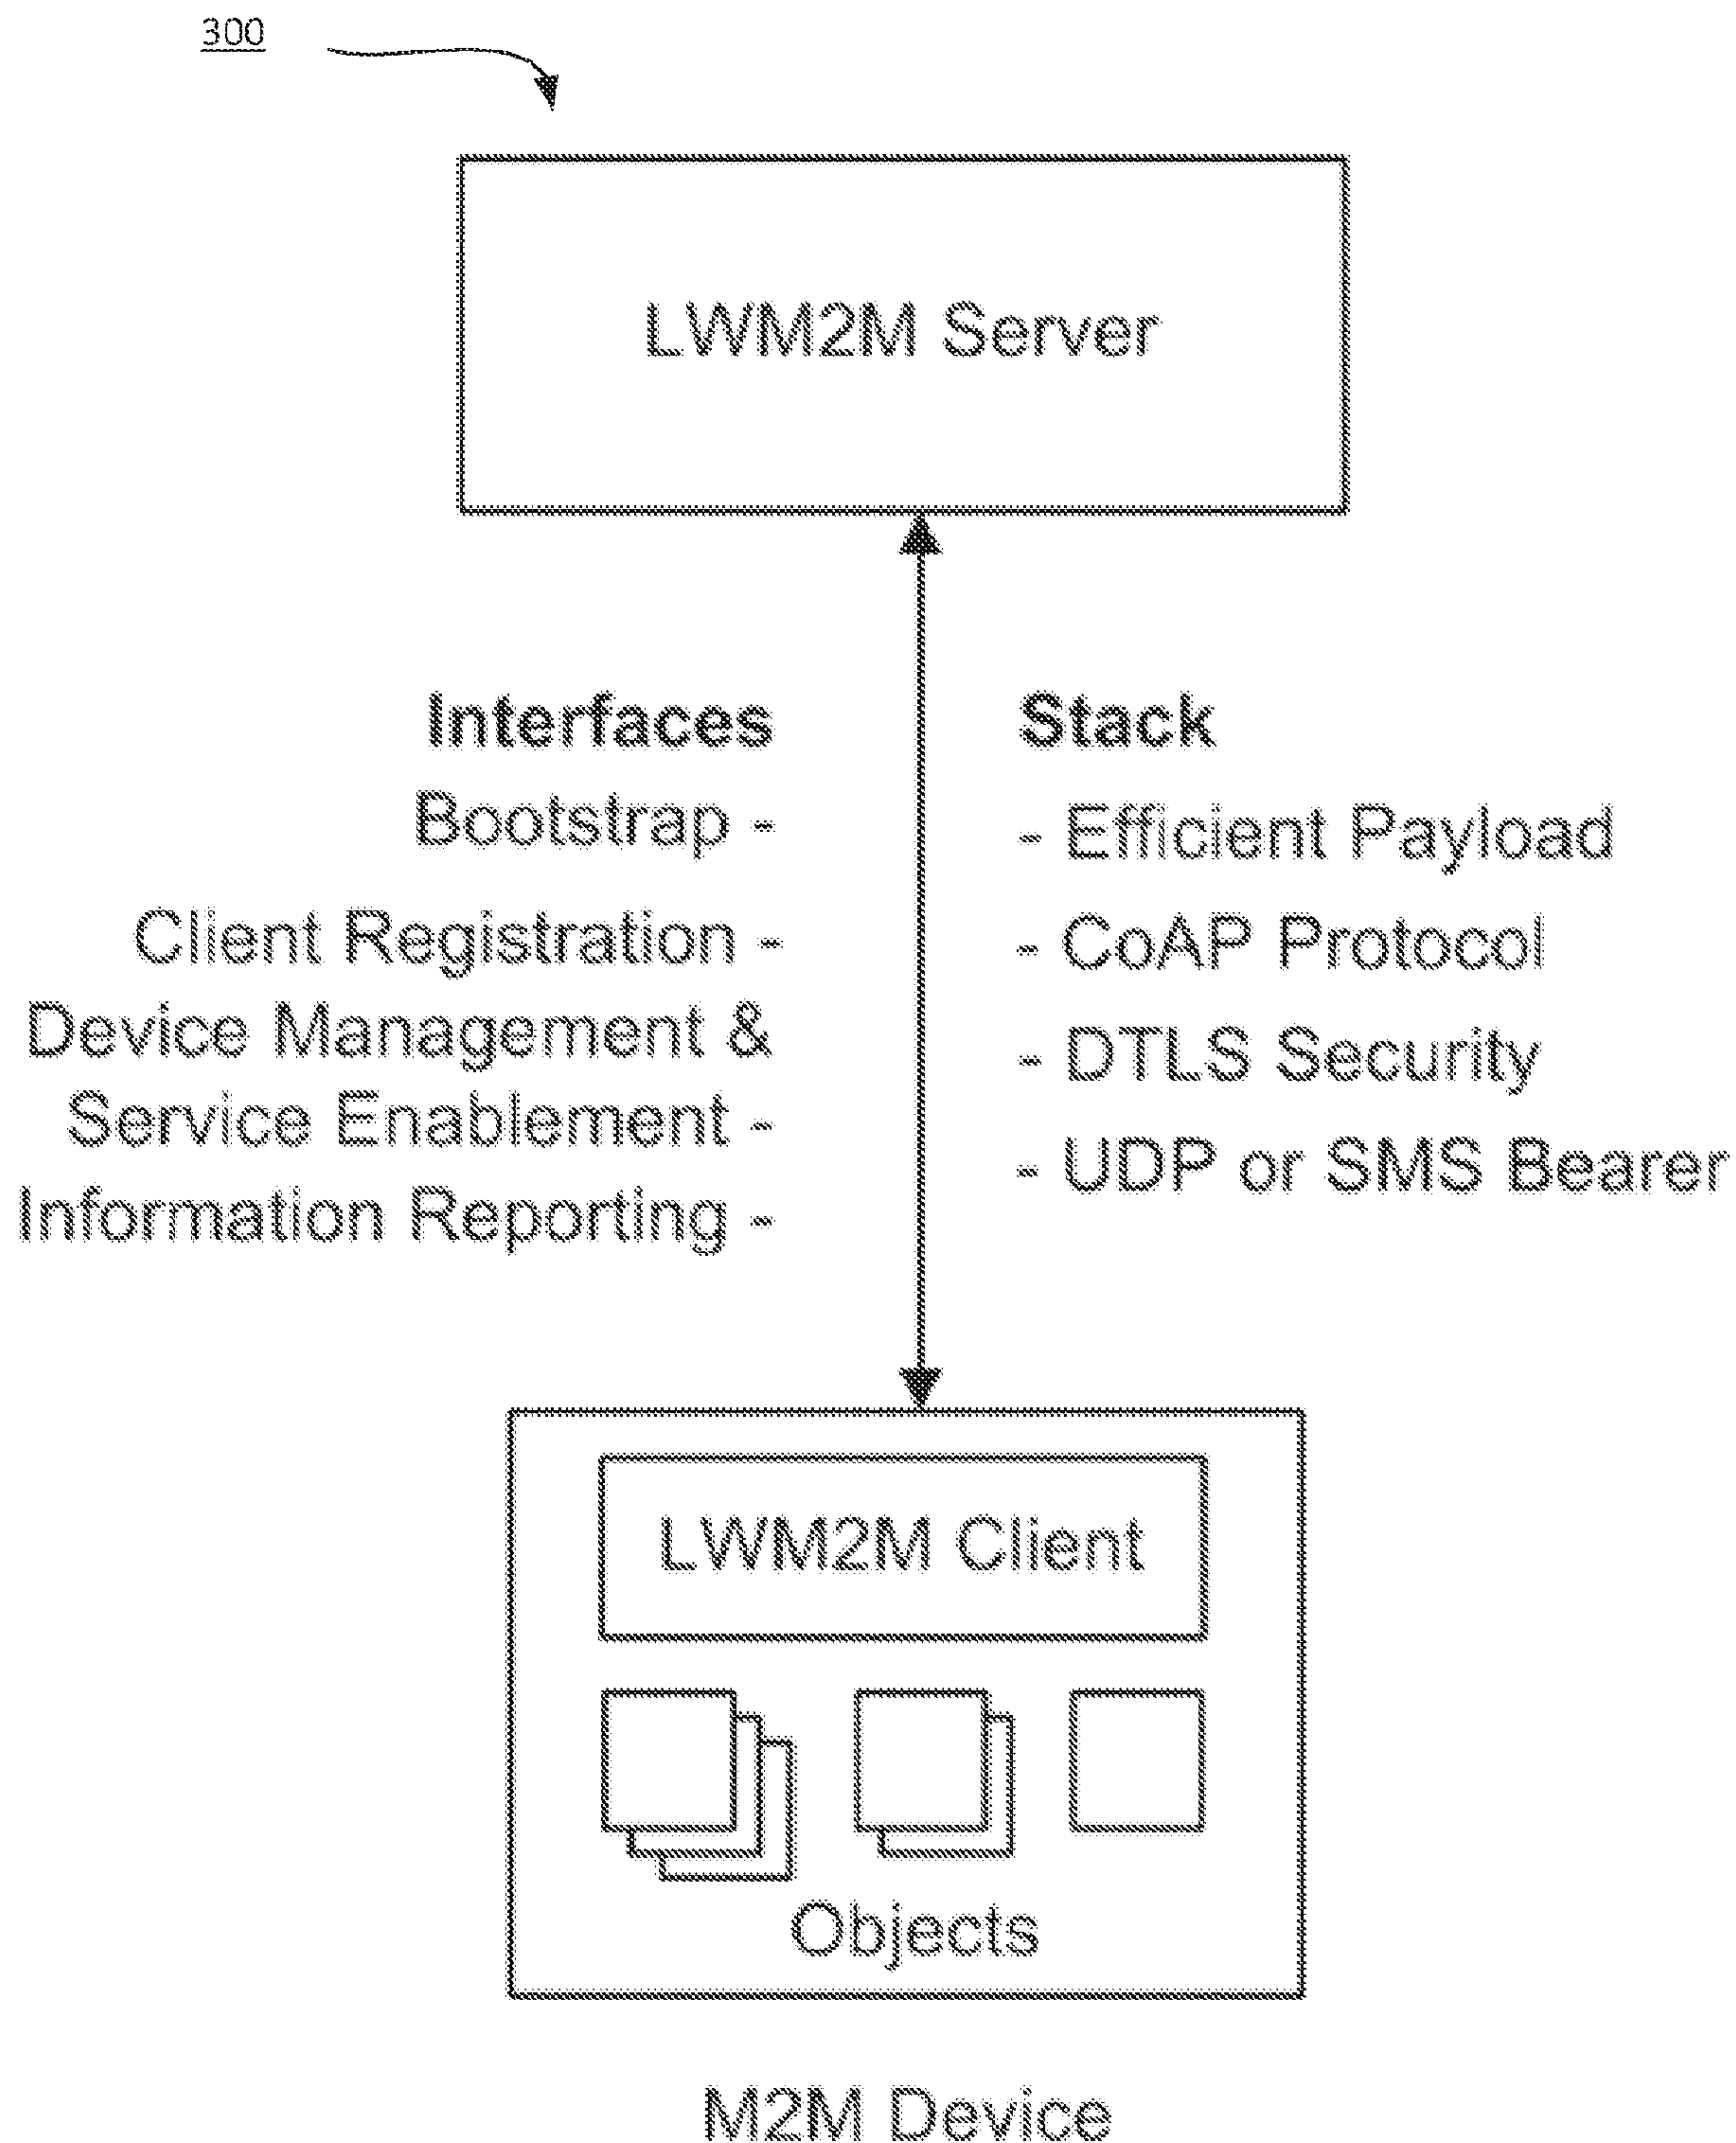 300
LWM2M Server
Interfaces
Bootstrap -
Client Registration -
Device Management &
Service Enablement -
Information Reporting -
Stack
- Efficient Payload
- CoAP Protocol
- DTLS Security
- UDP or SMS Bearer
LWM2M Client
Objects
M2M Device